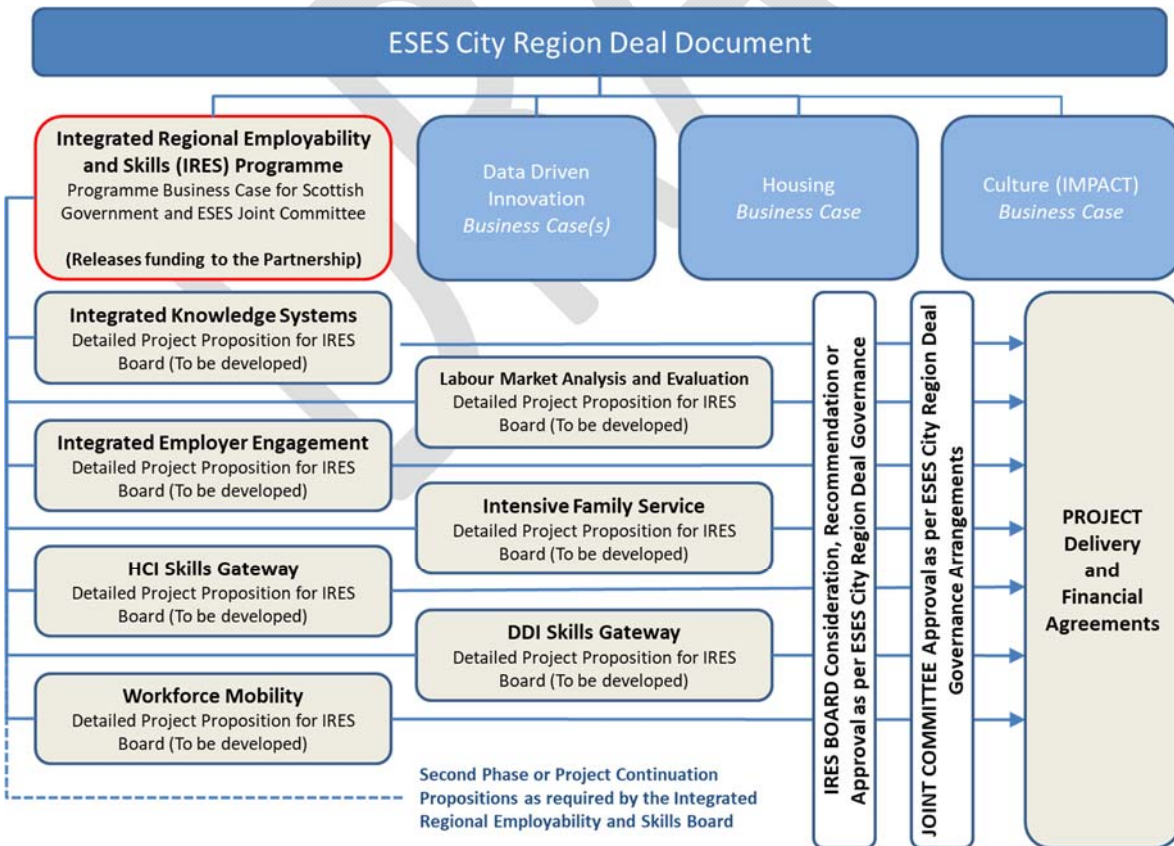 ESES City Region Deal Document
Integrated Regional Employability
and Skills (IRES) Programme
Programme Business Case for Scottish
Government and ESES Joint Committee
(Releases funding to the Partnership)
Data Driven
Innovation
Business Case(s)
Housing
Business Case
Culture (IMPACT)
Business Case
Integrated Knowledge Systems
Detailed Project Proposition for IRES
Board (To be developed)
Labour Market Analysis and Evaluation
Detailed Project Proposition for IRES
Board (To be developed)
Integrated Employer Engagement
Detailed Project Proposition for IRES
Board (To be developed)
Intensive Family Service
Detailed Project Proposition for IRES
Board (To be developed)
HCI Skills Gateway
Detailed Project Proposition for IRES
Board (To be developed)
DDI Skills Gateway
Detailed Project Proposition for IRES
Board (To be developed)
Workforce Mobility
Detailed Project Proposition for IRES
Board (To be developed)
Second Phase or Project Continuation
Propositions as required by the Integrated
Regional Employability and Skills Board
IRES BOARD Consideration, Recommendation or
Approval as per ESES City Region Deal Governance
JOINT COMMITTEE Approval as per ESES City Region Deal
Governance Arrangements
PROJECT
Delivery
and
Financial
Agreements